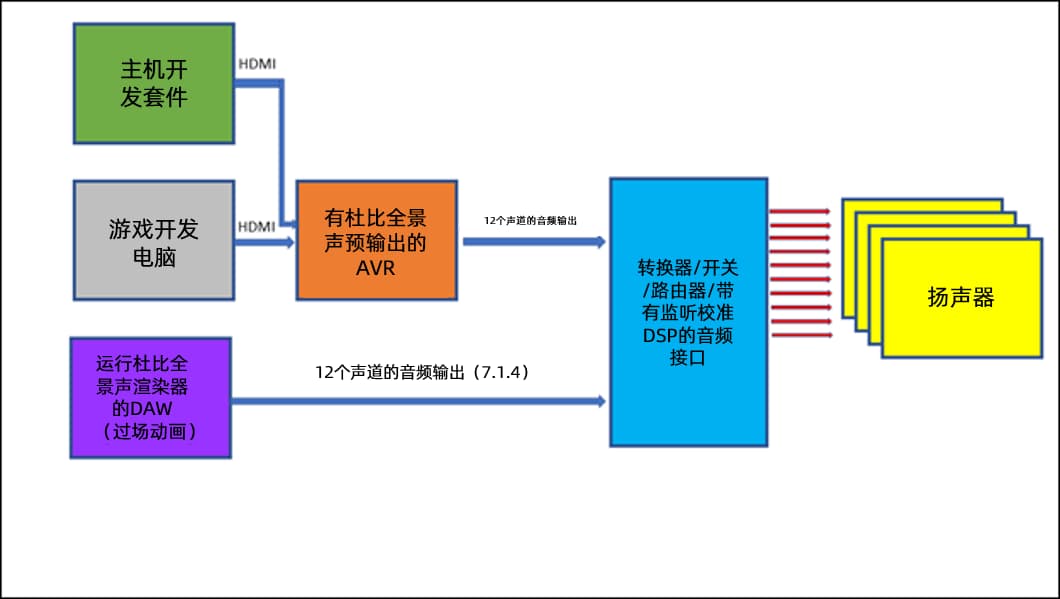 主机开
发套件
HDMI
游戏开发
电脑
HDMI
有杜比全景
声预输出的
AVR
12个声道的音频输出
转换器/开关
/路由器/带
有监听校准
DSP的音频
接口
扬声器
运行杜比全
景声渲染器
的DAW
（过场动画）
12个声道的音频输出（7.1.4）